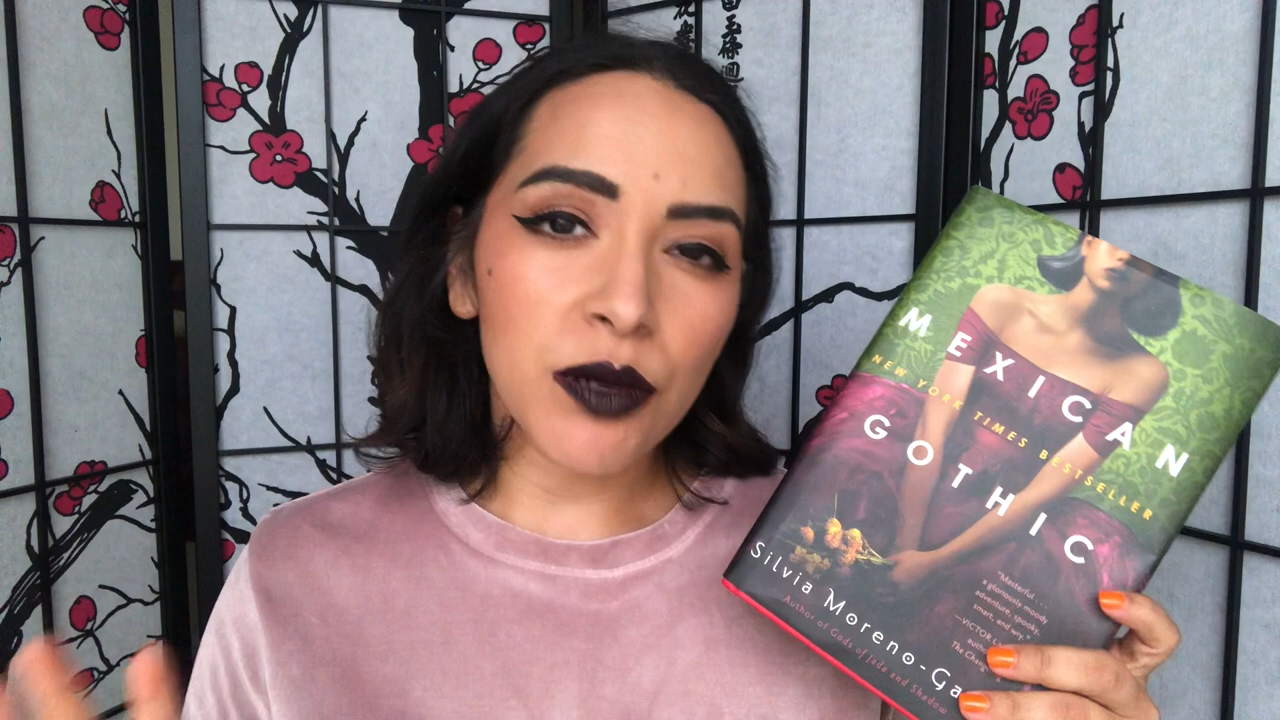 MEXICAN
NEW YORK TIMES BESTSELLER
GOTHIC
"Masterful . . .
a gloriously moody
adventure, spooky,
smart, and wry."
—VICTOR
The
Silvia Moreno-Ga
Author of Gods of Jade and Shadow